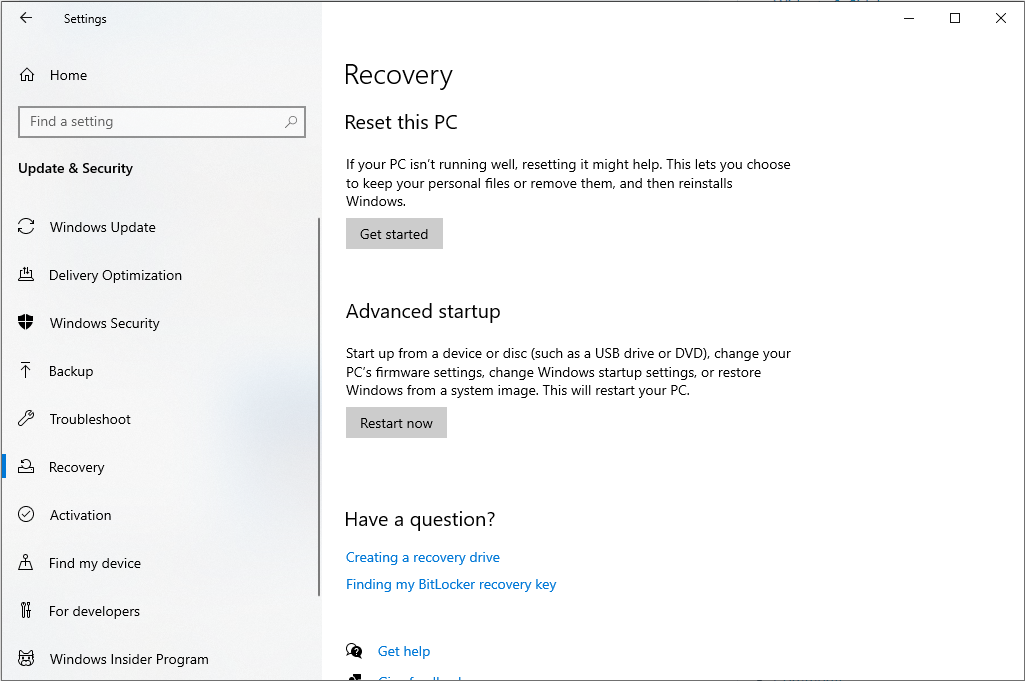 Settings
Home
Find a setting
Update & Security
Windows Update
Delivery Optimization
Windows Security
Backup
Troubleshoot
Recovery
Activation
Find my device
For developers
Windows Insider Program
Recovery
Reset this PC
If your PC isn’t running well, resetting it might help. This lets you choose
to keep your personal files or remove them, and then reinstalls
Windows.
Get started
Advanced startup
Start up from a device or disc (such as a USB drive or DVD), change your
PC’s firmware settings, change Windows startup settings, or restore
Windows from a system image. This will restart your PC.
Restart now
Have a question?
Creating a recovery drive
Finding my BitLocker recovery key
Get help